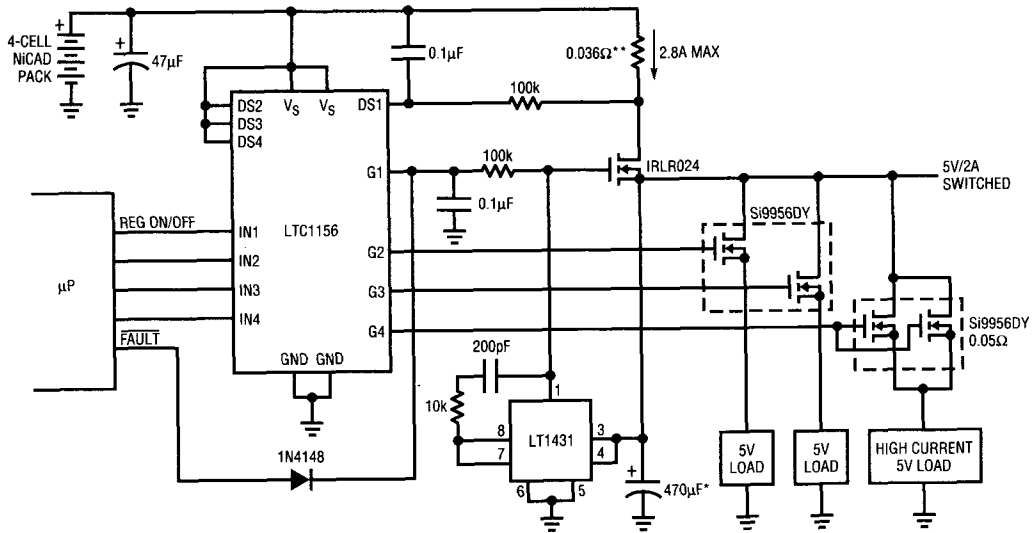 4-CELL
NiCAD
PACK
+
+
47µF
0.1µF
0.036Ω**
2.8A MAX
100k
DS2
DS3
DS4
VS
VS
DS1
G1
100k
IRLR024
5V/2A
SWITCHED
0.1µF
Si9956DY
REG ON/OFF
IN1
LTC1156
G2
µP
IN2
IN3
G3
IN4
G4
FAULT
Si9956DY
0.05Ω
GND GND
200pF
10k
1
8
LT1431
3
7
4
6
5
1N4148
+
470µF*
5V
LOAD
5V
LOAD
HIGH CURRENT
5V LOAD